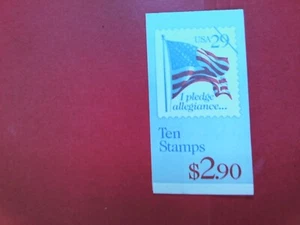 USA 29
I pledge
allegiance...
Ten
Stamps
$2.90